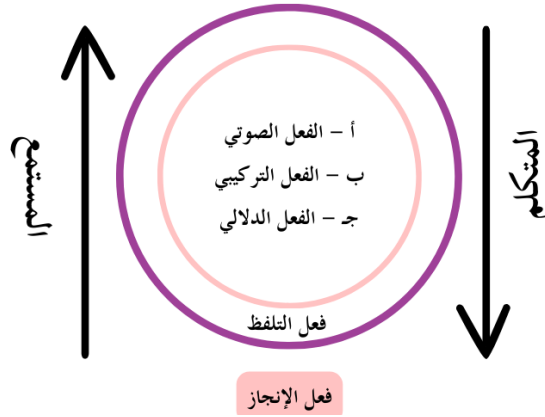 المتكلم
أ – الفعل الصوتي
ب – الفعل التركيبي
جـ – الفعل الدلالي
فعل التلفظ
المستمع
فعل الإنجاز